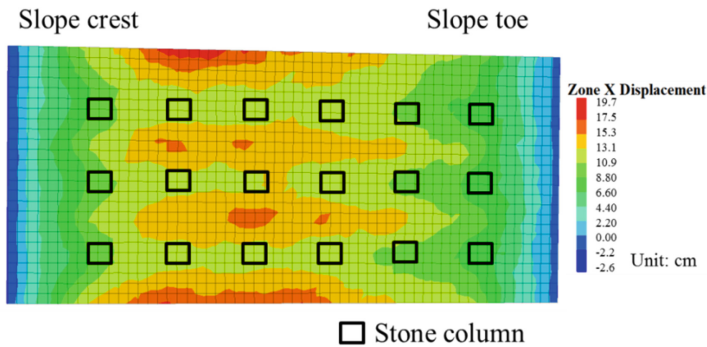 Slope crest
Slope toe
Zone X Displacement
19.7
17.5
15.3
13.1
10.9
8.80
6.60
4.40
2.20
0.00
-2.2
-2.6
Unit: cm
Stone column